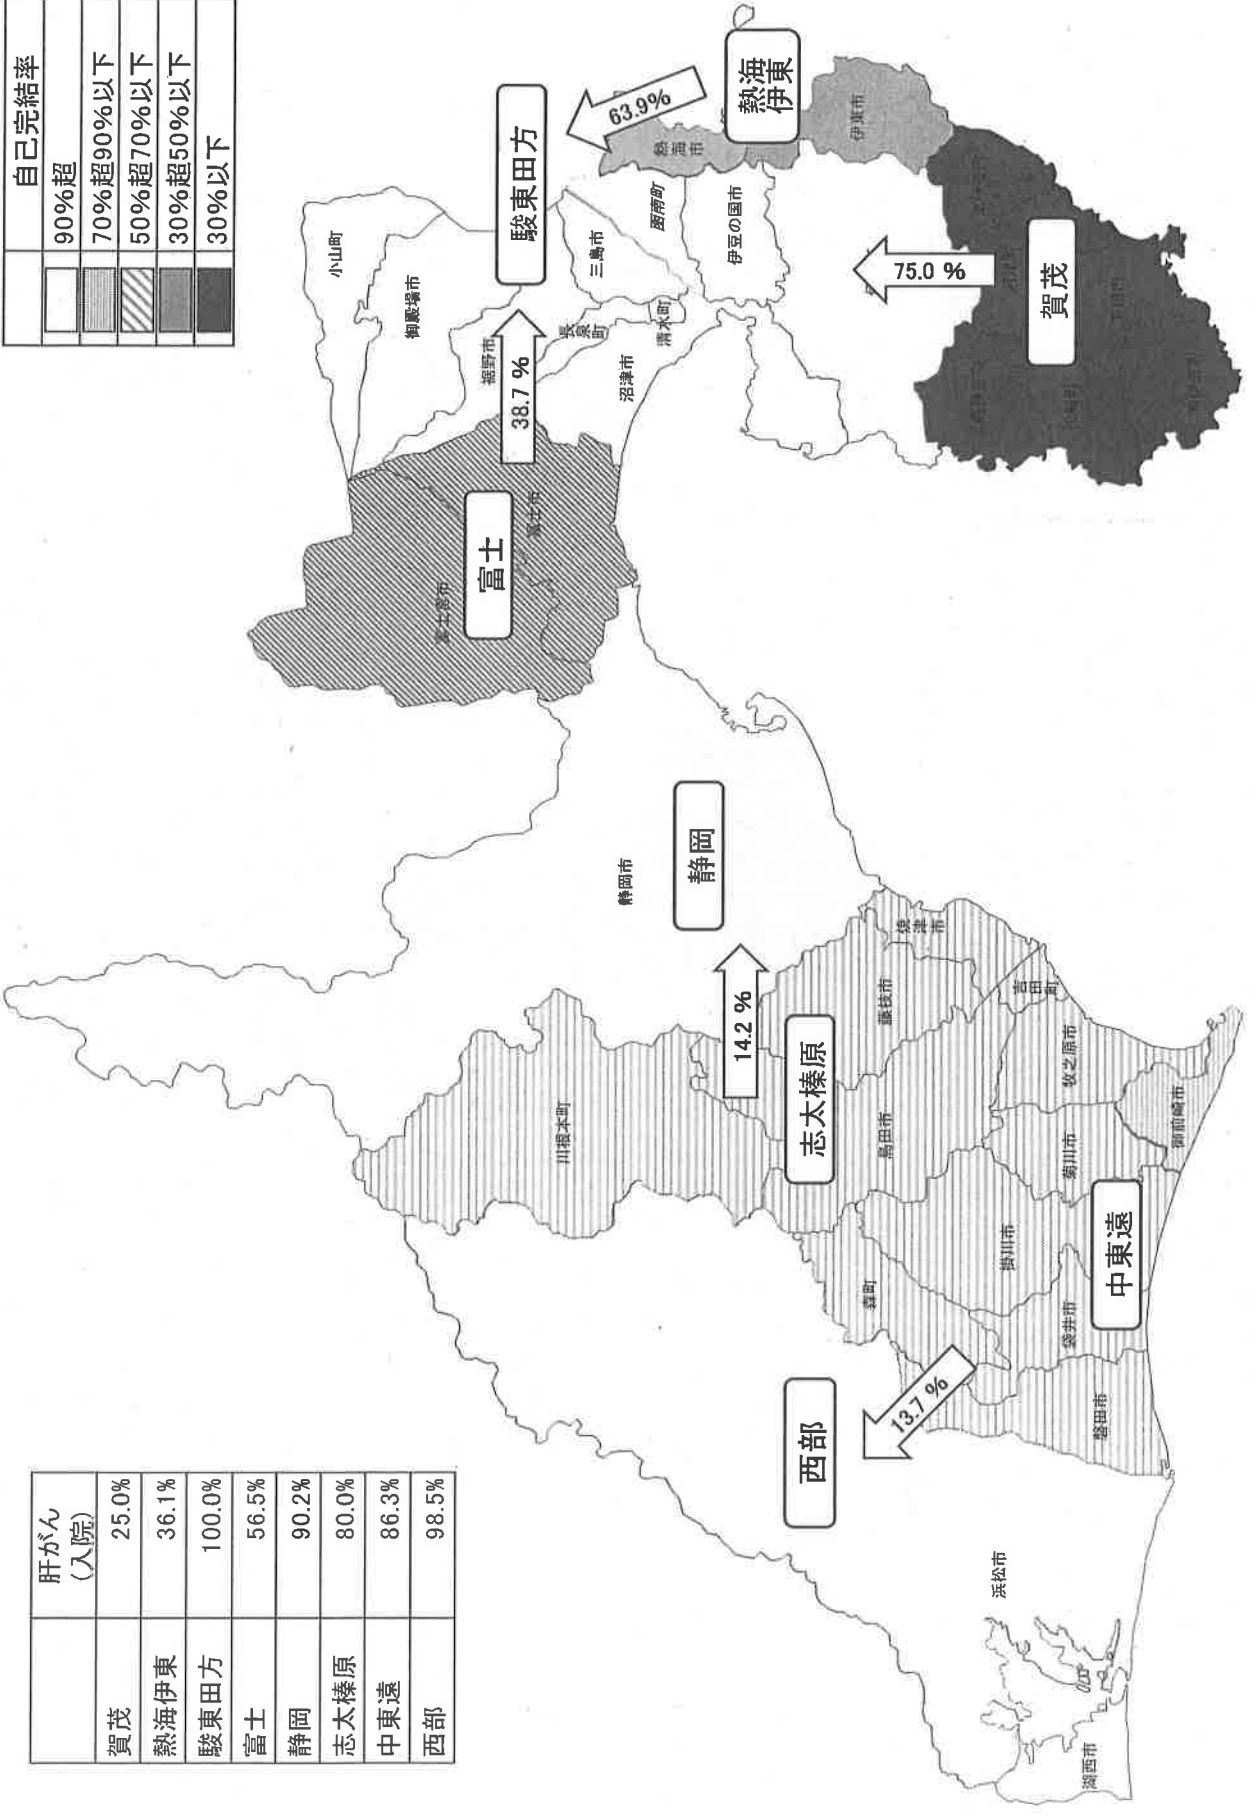 肝がん
(入院)
賀茂 25.0%
熱海伊東 36.1%
駿東田方 100.0%
富士 56.5%
静岡 90.2%
志太榛原 80.0%
中東遠 86.3%
西部 98.5%
自己完結率
90%超
70%超90%以下
50%超70%以下
30%超50%以下
30%以下
小山町
御殿場市
裾野市
長泉
町
三島市
清水町
沼津市
函南町
伊豆の国市
熱海
市
伊東市
駿東田方
熱海
伊東
63.9%
38.7 %
75.0 %
賀茂
富士
富士宮市
富士市
静岡市
静岡
14.2 %
志太榛原
川根本町
藤枝市
焼津
市
島田市
吉田
町
牧之原市
御前崎市
菊川市
掛川市
森町
袋井市
磐田市
中東遠
13.7 %
西部
浜松市
湖西市